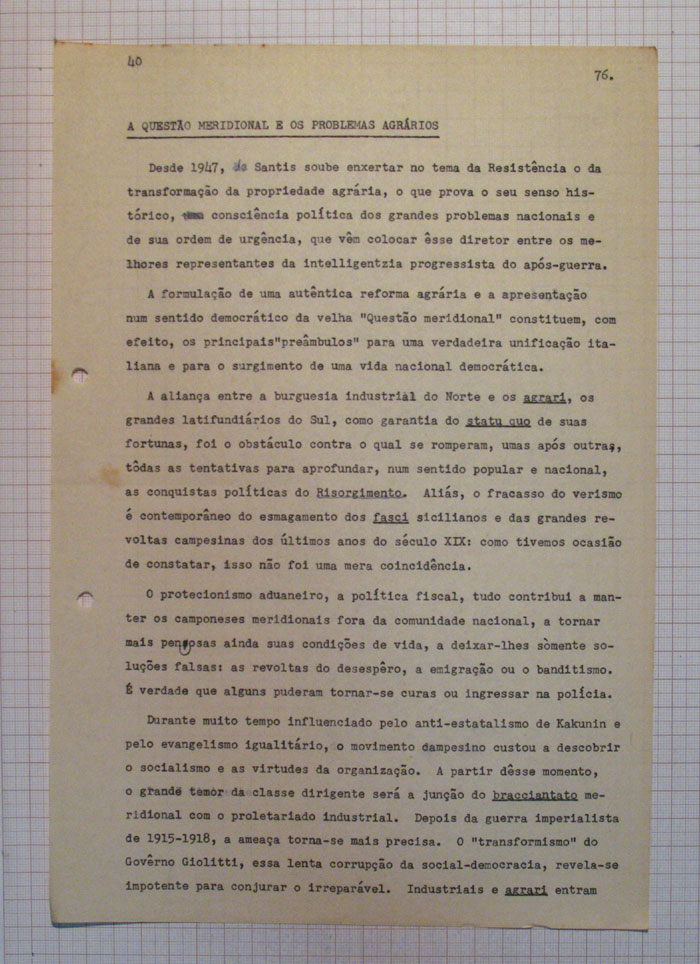 40
76.
A QUESTÃO MERIDIONAL E OS PROBLEMAS AGRÁRIOS
Desde 1947, de Santis soube enxertar no tema da Resistência o da
transformação da propriedade agrária, o que prova o seu senso his-
tórico, uma consciência política dos grandes problemas nacionais e
de sua ordem de urgência, que vêm colocar êsse diretor entre os me-
lhores representantes da intelligentzia progressista do após-guerra.
A formulação de uma autêntica reforma agrária e a apresentação
num sentido democrático da velha "Questão meridional" constituem, com
efeito, os principais"preâmbulos" para uma verdadeira unificação ita-
liana e para o surgimento de uma vida nacional democrática.
A aliança entre a burguesia industrial do Norte e os agrari, os
grandes latifundiários do Sul, como garantia do statu quo de suas
fortunas, foi o obstáculo contra o qual se romperam, umas após outras,
tôdas as tentativas para aprofundar, num sentido popular e nacional,
as conquistas políticas do Risorgimento. Aliás, o fracasso do verismo
é contemporâneo do esmagamento dos fasci sicilianos e das grandes re-
voltas campesinas dos últimos anos do século XIX: como tivemos ocasião
de constatar, isso não foi uma mera coincidência.
O protecionismo aduaneiro, a política fiscal, tudo contribui a man-
ter os camponeses meridionais fora da comunidade nacional, a tornar
mais penosas ainda suas condições de vida, a deixar-lhes sòmente so-
luções falsas: as revoltas do desespêro, a emigração ou o banditismo.
É verdade que alguns puderam tornar-se curas ou ingressar na polícia.
Durante muito tempo influenciado pelo anti-estatalismo de Kakunin e
pelo evangelismo igualitário, o movimento dampesino custou a descobrir
o socialismo e as virtudes da organização. A partir dêsse momento,
o grande temor da classe dirigente será a junção do bracciantato me-
ridional com o proletariado industrial. Depois da guerra imperialista
de 1915-1918, a ameaça torna-se mais precisa. O "transformismo" do
Govêrno Giolitti, essa lenta corrupção da social-democracia, revela-se
impotente para conjurar o irreparável. Industriais e agrari entram